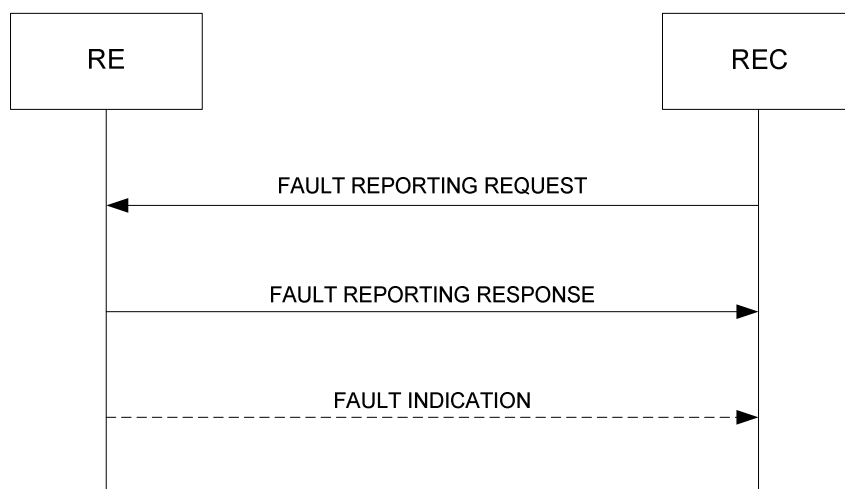 RE
REC
FAULT REPORTING REQUEST
FAULT REPORTING RESPONSE
FAULT INDICATION